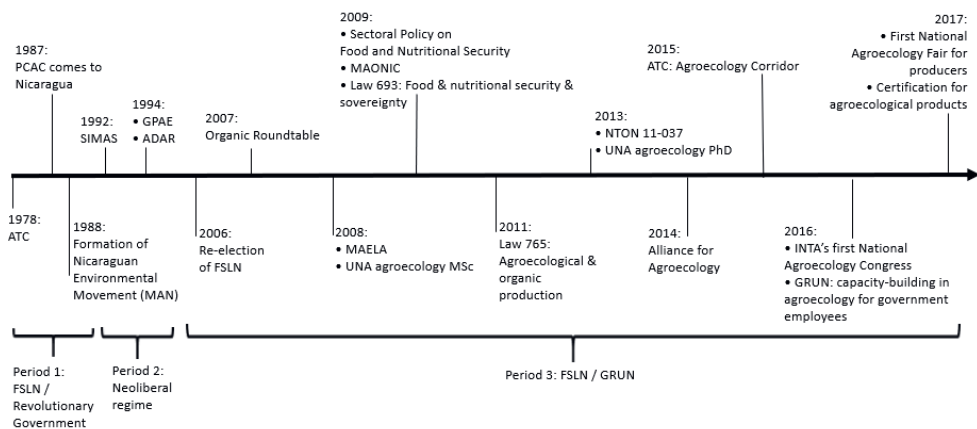 1987:
PCAC comes to
Nicaragua
1992:
SIMAS
1994:
• GPAE
• ADAR
2007:
Organic Roundtable
2009:
• Sectoral Policy on
Food and Nutritional Security
• MAONIC
• Law 693: Food & nutritional security &
sovereignty
2013:
• NTON 11-037
• UNA agroecology PhD
2015:
ATC: Agroecology Corridor
2017:
• First National
Agroecology Fair for
producers
• Certification for
agroecological products
1978:
ATC
1988:
Formation of
Nicaraguan
Environmental
Movement (MAN)
2006:
Re-election
of FSLN
2008:
• MAELA
• UNA agroecology MSc
2011:
Law 765:
Agroecological &
organic
production
2014:
Alliance for
Agroecology
2016:
• INTA's first National
Agroecology Congress
• GRUN: capacity-building in
agroecology for government
employees
Period 1:
FSLN /
Revolutionary
Government
Period 2:
Neoliberal
regime
Period 3: FSLN / GRUN